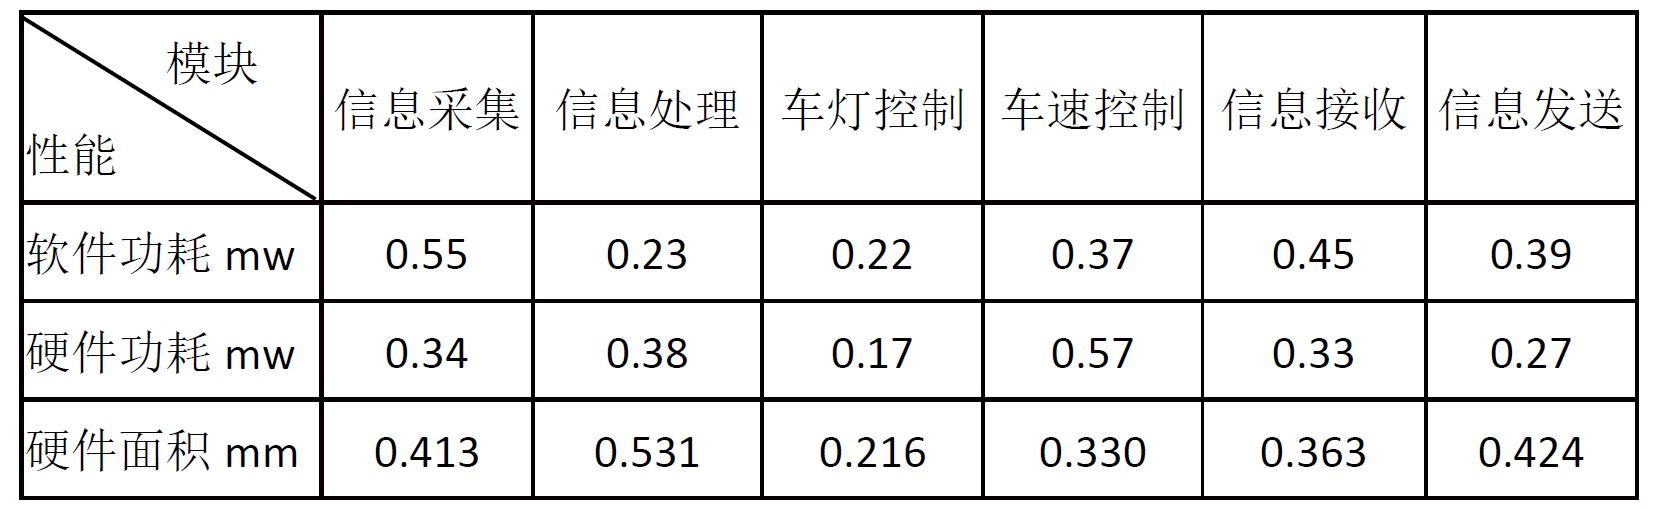 模块
性能
信息采集 信息处理 车灯控制 车速控制 信息接收 信息发送
软件功耗 mw 0.55 0.23 0.22 0.37 0.45 0.39
硬件功耗 mw 0.34 0.38 0.17 0.57 0.33 0.27
硬件面积 mm 0.413 0.531 0.216 0.330 0.363 0.424